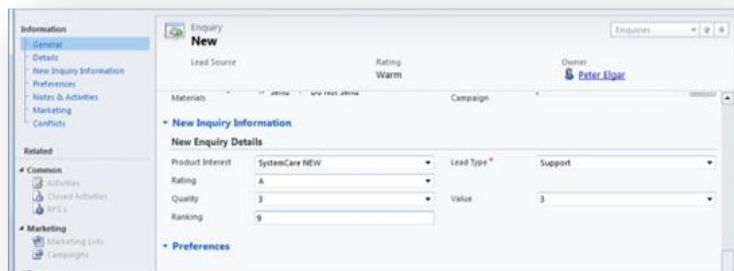 Information
General
Details
New Inquiry Information
Preferences
Notes & Activities
Marketing
Conflicts
Related
Common
Activities
Closed Activities
Marketing
Marketing Lists
Campaigns
Enquiry
New
Enquiries
Lead Source
Rating
Owner
Warm
Peter Elgar
Materials Send Do Not Send Campaign
New Inquiry Information
New Enquiry Details
Product Interest SystemCare NEW Lead Type * Support
Rating A
Quality 3 Value 3
Ranking 9
Preferences